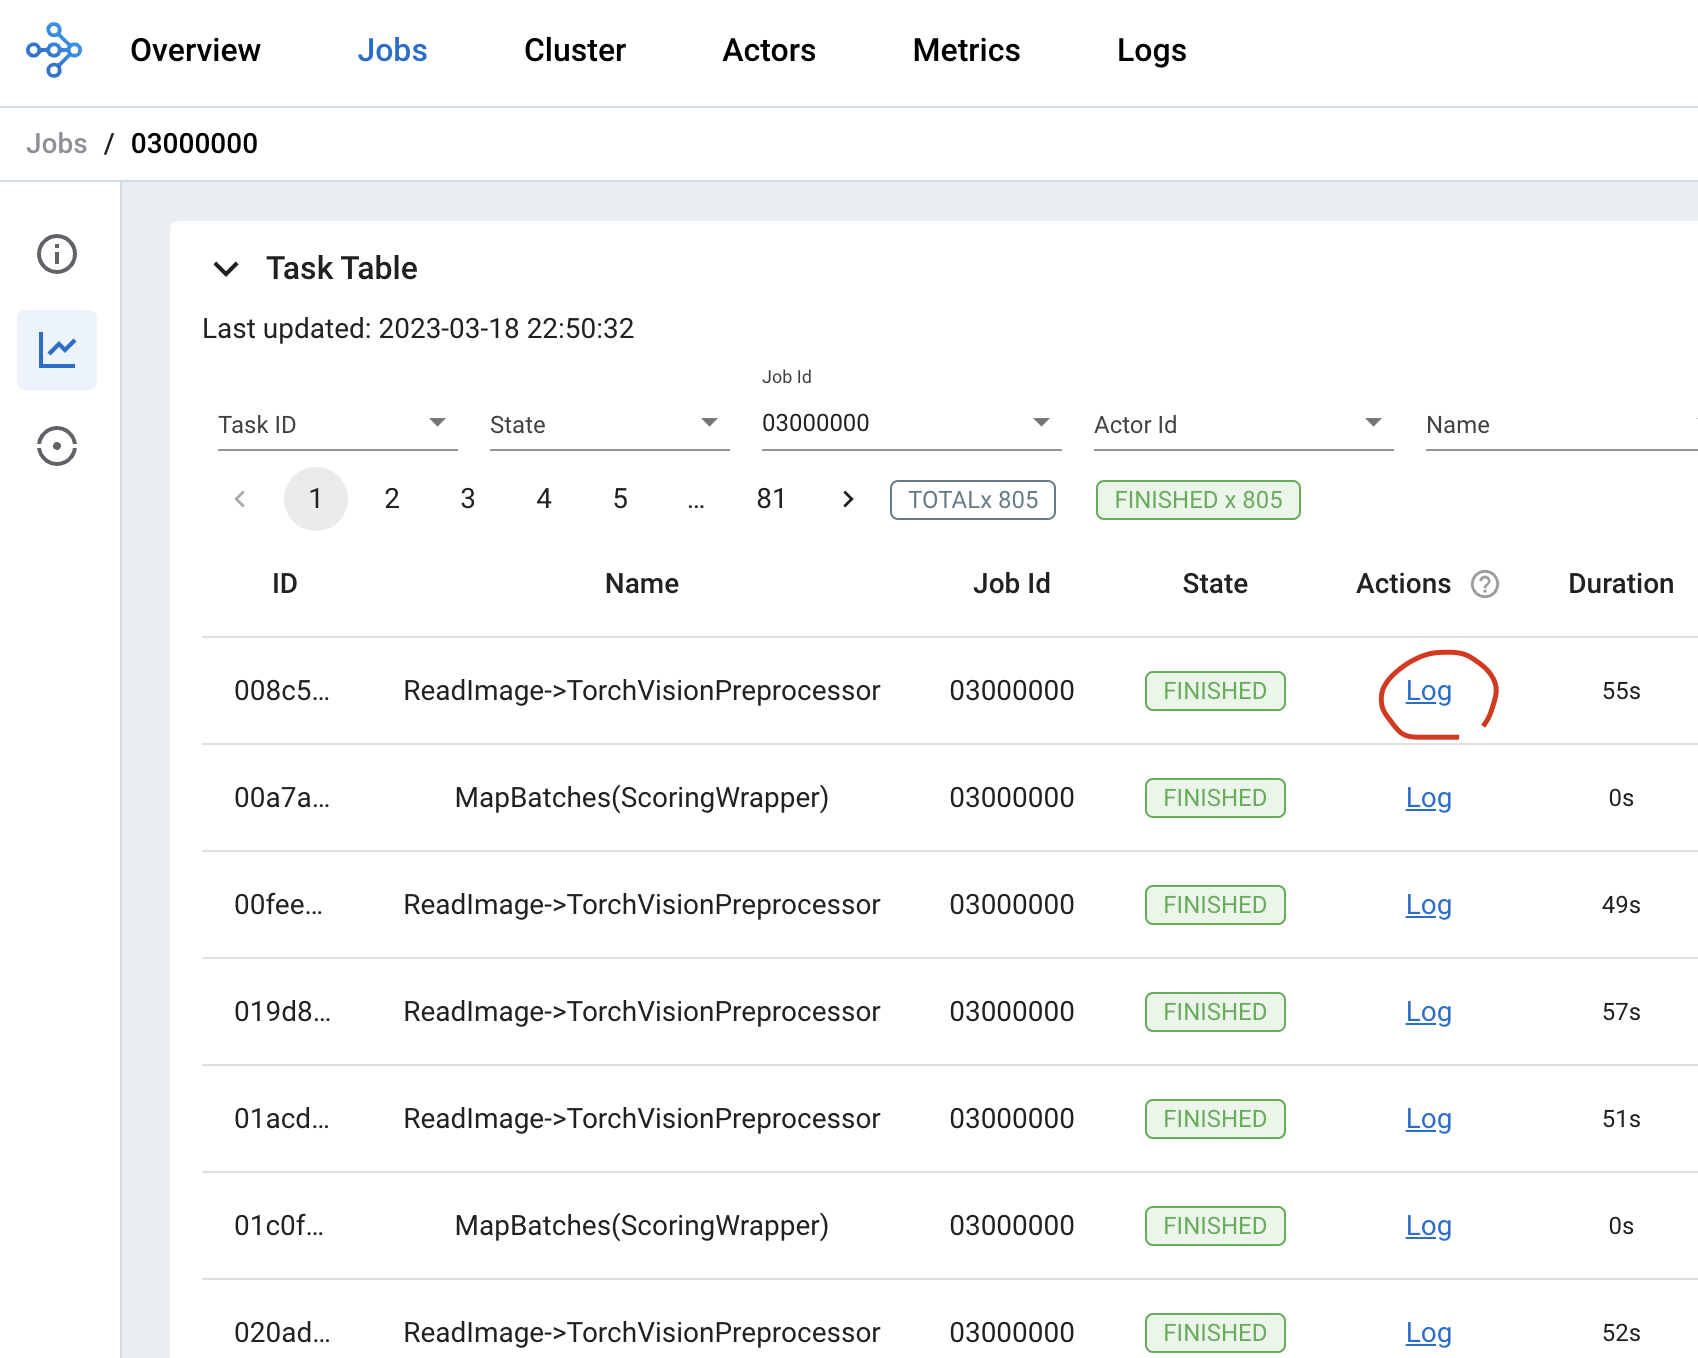 Overview Jobs Cluster Actors Metrics Logs
Jobs / 03000000
Task Table
Last updated: 2023-03-18 22:50:32
Job Id
Task ID State 03000000 Actor Id Name
1 2 3 4 5 ... 81 TOTALx 805 FINISHED x 805
ID Name Job Id State Actions ? Duration
008c5... ReadImage->TorchVisionPreprocessor 03000000 FINISHED Log 55s
00a7a... MapBatches(ScoringWrapper) 03000000 FINISHED Log 0s
00fee... ReadImage->TorchVisionPreprocessor 03000000 FINISHED Log 49s
019d8... ReadImage->TorchVisionPreprocessor 03000000 FINISHED Log 57s
01acd... ReadImage->TorchVisionPreprocessor 03000000 FINISHED Log 51s
01c0f... MapBatches(ScoringWrapper) 03000000 FINISHED Log 0s
020ad... ReadImage->TorchVisionPreprocessor 03000000 FINISHED Log 52s